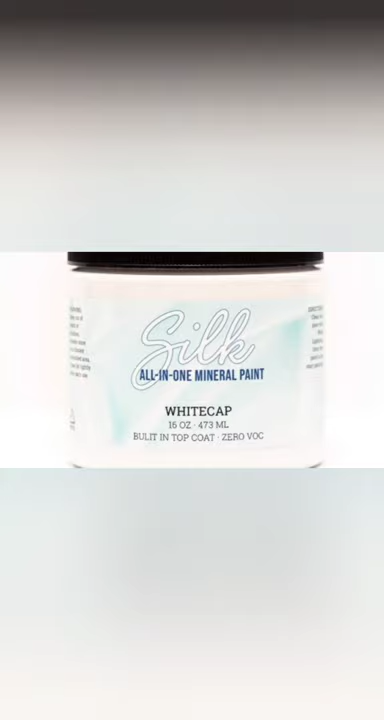 Silk
ALL-IN-ONE MINERAL PAINT
WHITECAP
16 OZ · 473 ML
BULIT IN TOP COAT · ZERO VOC